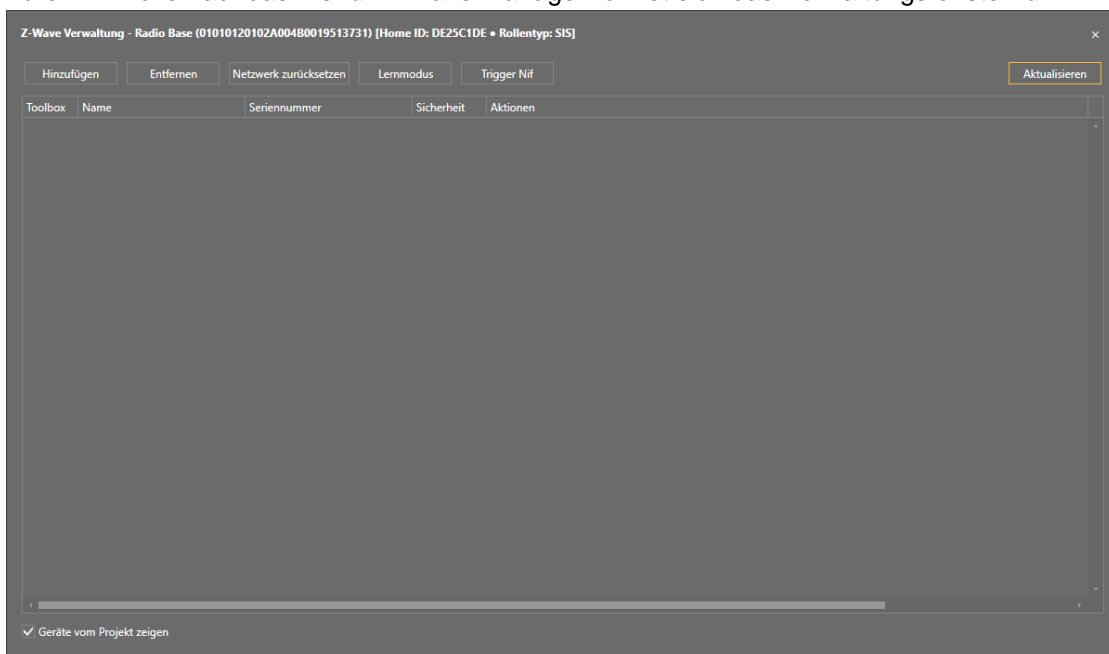 Z-Wave Verwaltung - Radio Base (01010120102A004B0019513731) [Home ID: DE25C1DE • Rollentyp: SIS]
Hinzufügen Entfernen Netzwerk zurücksetzen Lernmodus Trigger Nif Aktualisieren
Toolbox Name Seriennummer Sicherheit Aktionen
Geräte vom Projekt zeigen